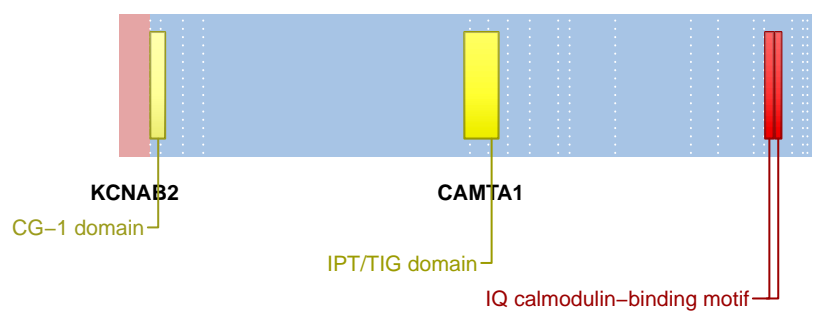 KCNAB2
CAMTA1
CG−1 domain
IPT/TIG domain
IQ calmodulin−binding motif